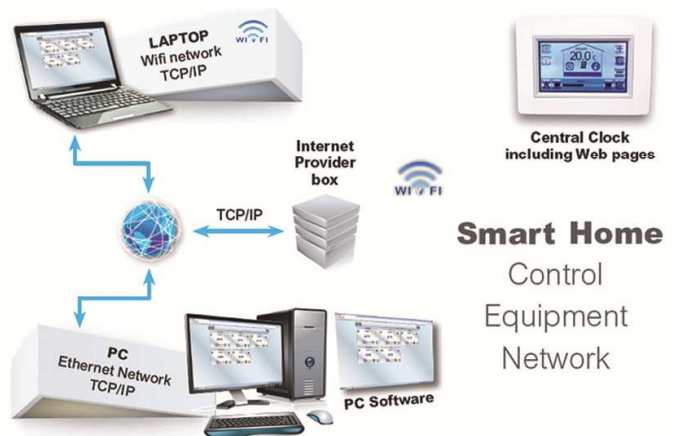 LAPTOP
Wifi network
TCP/IP
WI FI
20.0
Central Clock
including Web pages
Internet
Provider
box
WI FI
TCP/IP
Smart Home
Control
Equipment
Network
PC
Ethernet Network
TCP/IP
PC Software